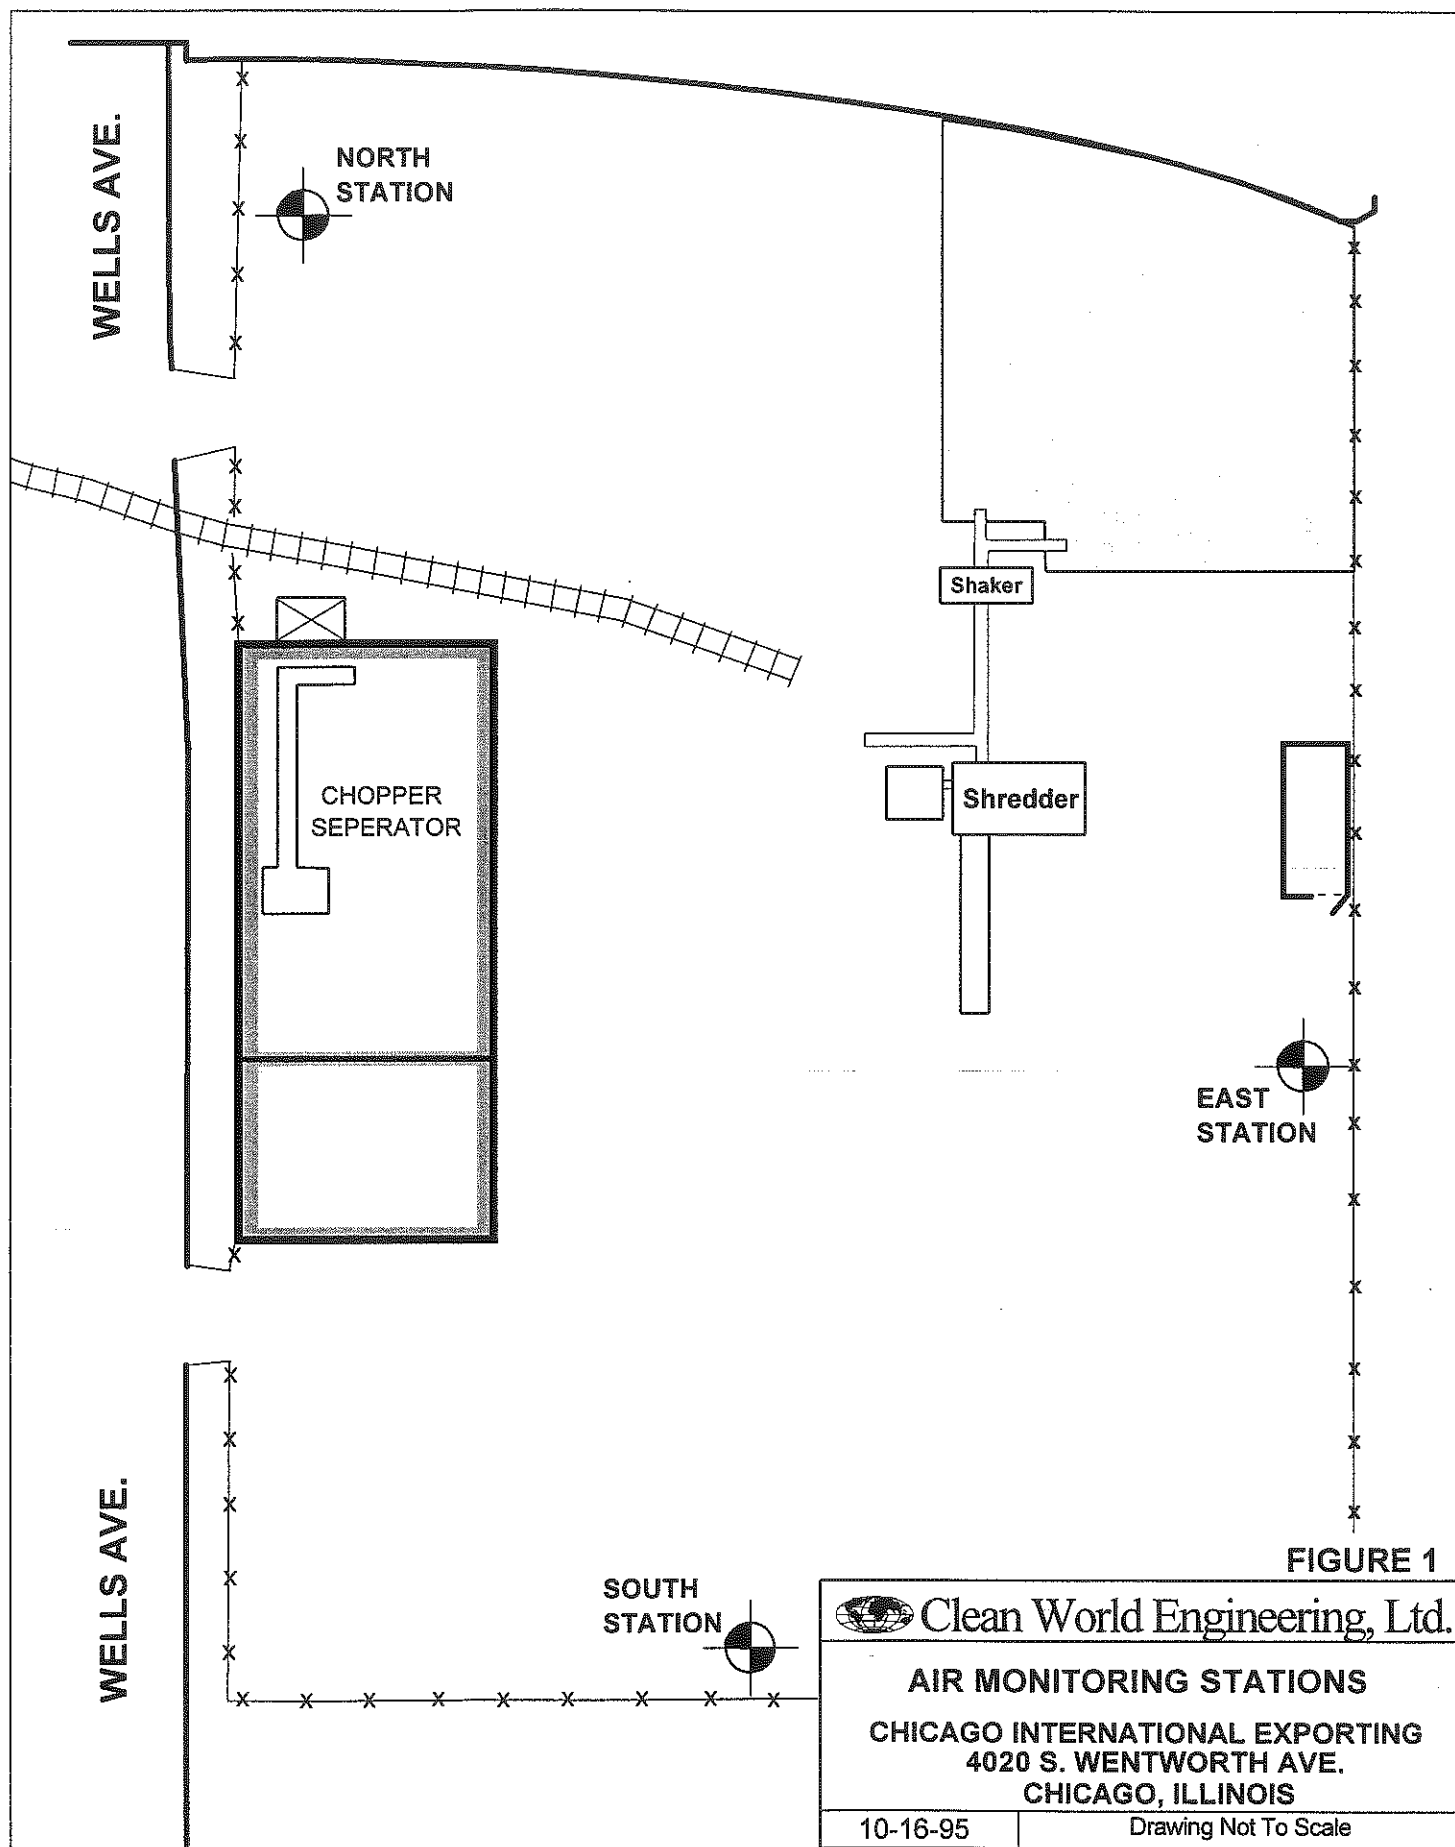 WELLS AVE.
NORTH
STATION
Shaker
CHOPPER
SEPERATOR
Shredder
EAST
STATION
WELLS AVE.
SOUTH
STATION
FIGURE 1
Clean World Engineering, Ltd.
AIR MONITORING STATIONS
CHICAGO INTERNATIONAL EXPORTING
4020 S. WENTWORTH AVE.
CHICAGO, ILLINOIS
10-16-95
Drawing Not To Scale